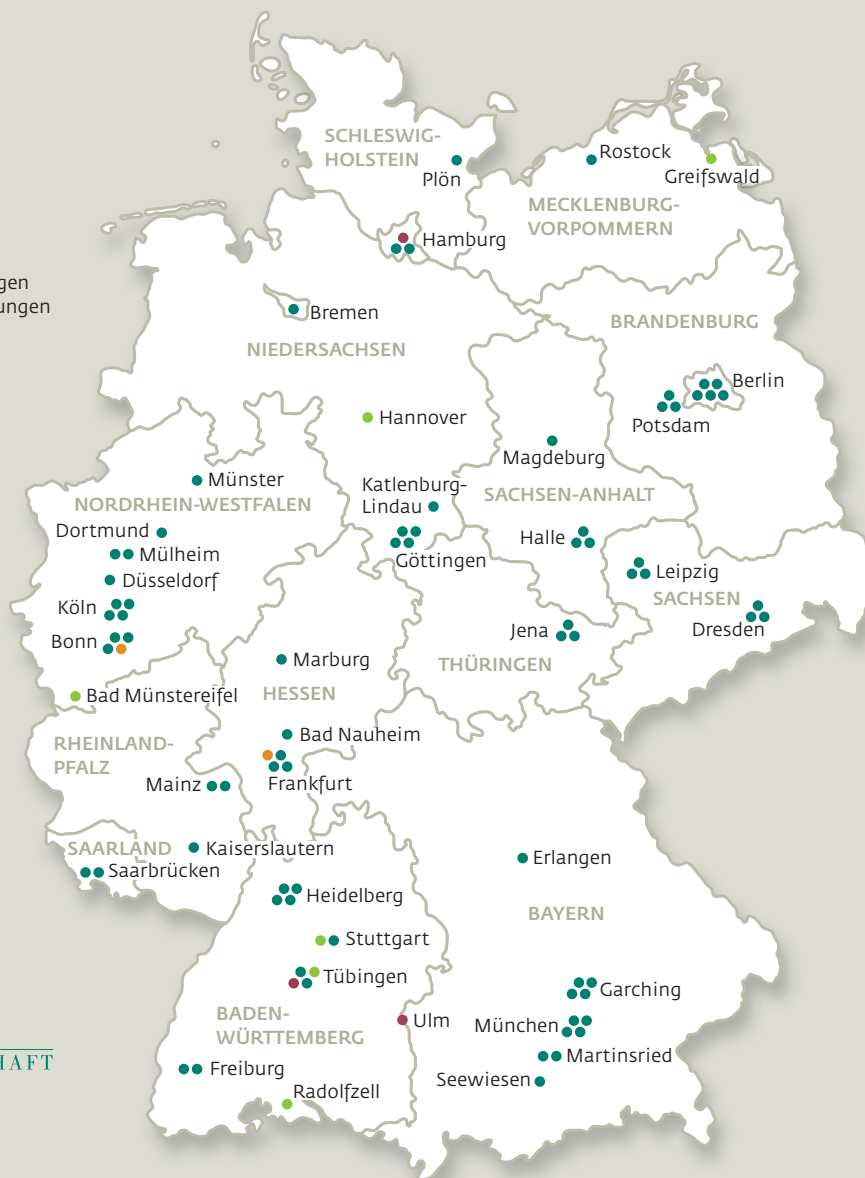 SCHLESWIG-
HOLSTEIN
Plön
Rostock
Greifswald
MECKLENBURG-
VORPOMMERN
Hamburg
gen
ungen
Bremen
BRANDENBURG
NIEDERSACHSEN
Berlin
Potsdam
Hannover
Magdeburg
Münster
Katlenburg-
Lindau
SACHSEN-ANHALT
NORDRHEIN-WESTFALEN
Dortmund
Mülheim
Göttingen
Halle
Düsseldorf
Leipzig
SACHSEN
Köln
Dresden
Bonn
Jena
Marburg
THÜRINGEN
Bad Münstereifel
HESSEN
Bad Nauheim
RHEINLAND-
PFALZ
Mainz
Frankfurt
SAARLAND
Kaiserslautern
Saarbrücken
Erlangen
Heidelberg
BAYERN
Stuttgart
Tübingen
Garching
BADEN-
WÜRTTEMBERG
Ulm
München
HAFT
Martinsried
Freiburg
Seewiesen
Radolfzell